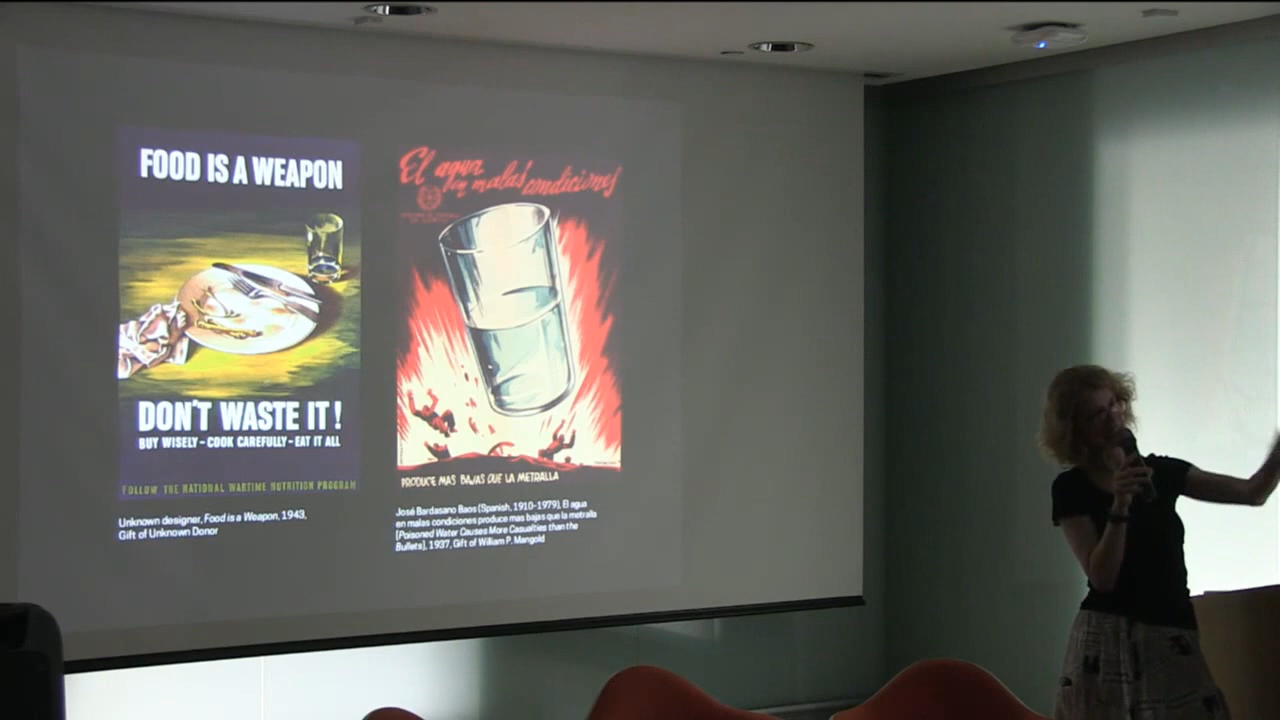 FOOD IS A WEAPON
DON'T WASTE IT!
BUY WISELY - COOK CAREFULLY - EAT IT ALL
FOLLOW THE NATIONAL WARTIME NUTRITION PROGRAM
Unknown designer, Food is a Weapon, 1943,
Gift of Unknown Donor
El agua
en malas condiciones
PRODUCE MAS BAJAS QUE LA METRALLA
José Bardasano Baos (Spanish, 1910-1979), El agua
en malas condiciones produce mas bajas que la metralla
[Poisoned Water Causes More Casualties than the
Bullets], 1937, Gift of William P. Mangold